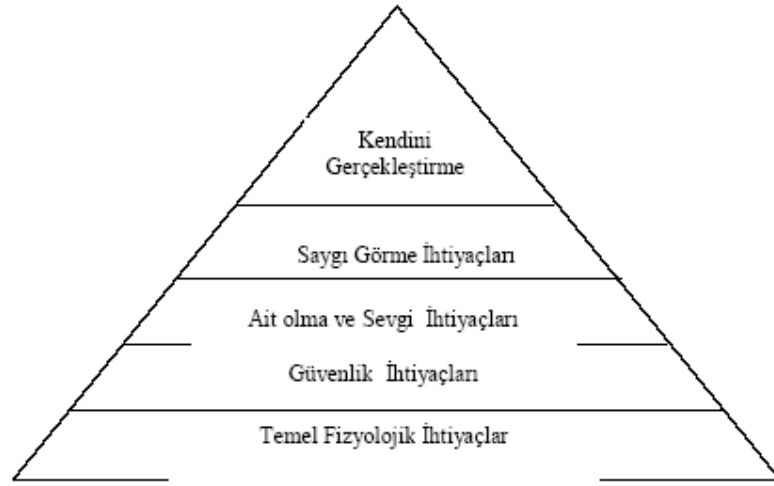 Kendini
Gerçekleştirme
Saygı Görme İhtiyaçları
Ait olma ve Sevgi İhtiyaçları
Güvenlik İhtiyaçları
Temel Fizyolojik İhtiyaçlar